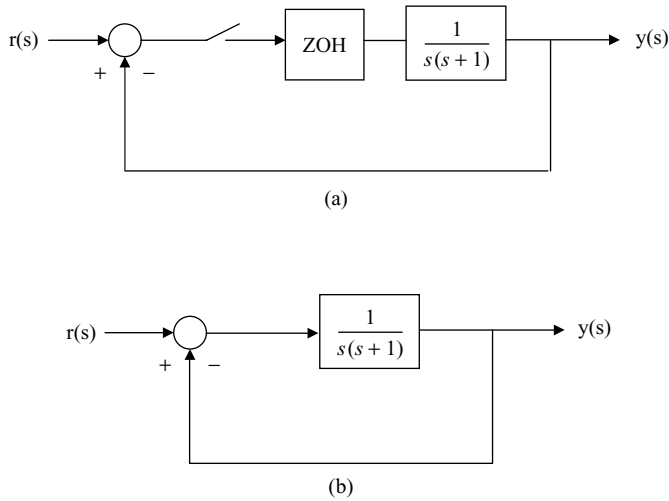 r(s)
+ −
ZOH
1
s(s + 1)
y(s)
(a)
r(s)
+ −
1
s(s + 1)
y(s)
(b)